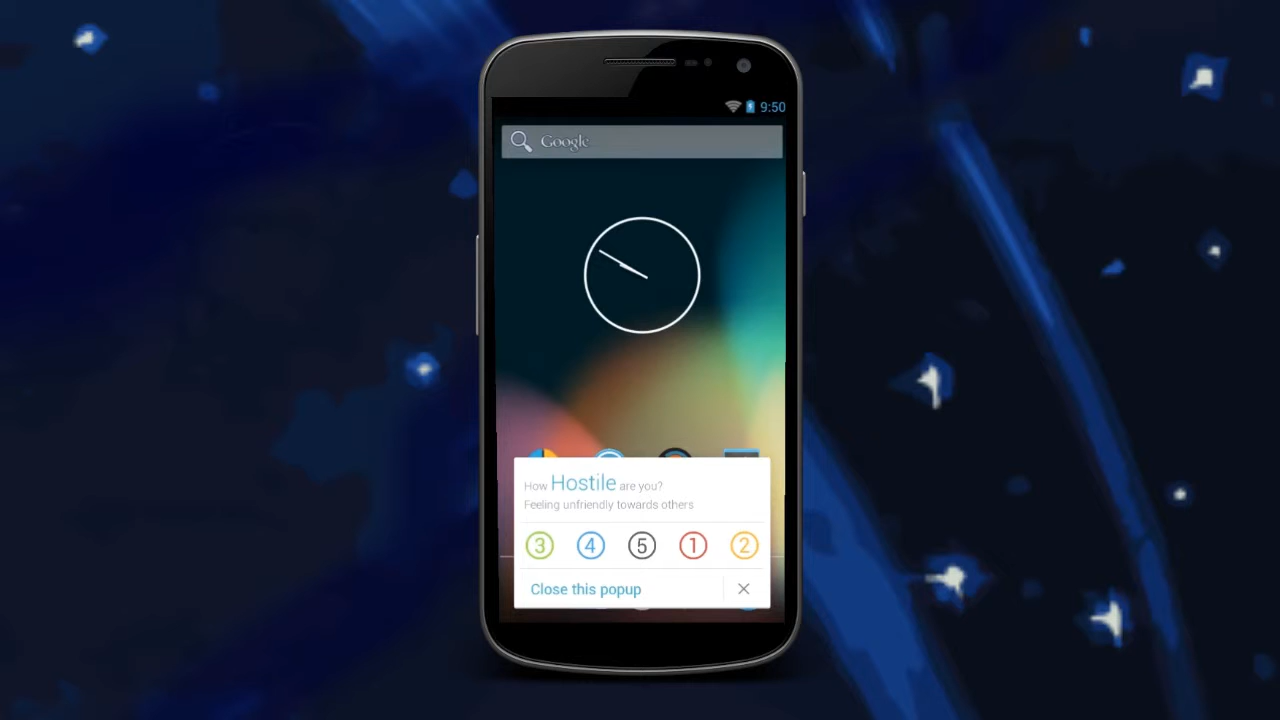 9:50
Google
How Hostile are you?
Feeling unfriendly towards others
3 4 5 1 2
Close this popup